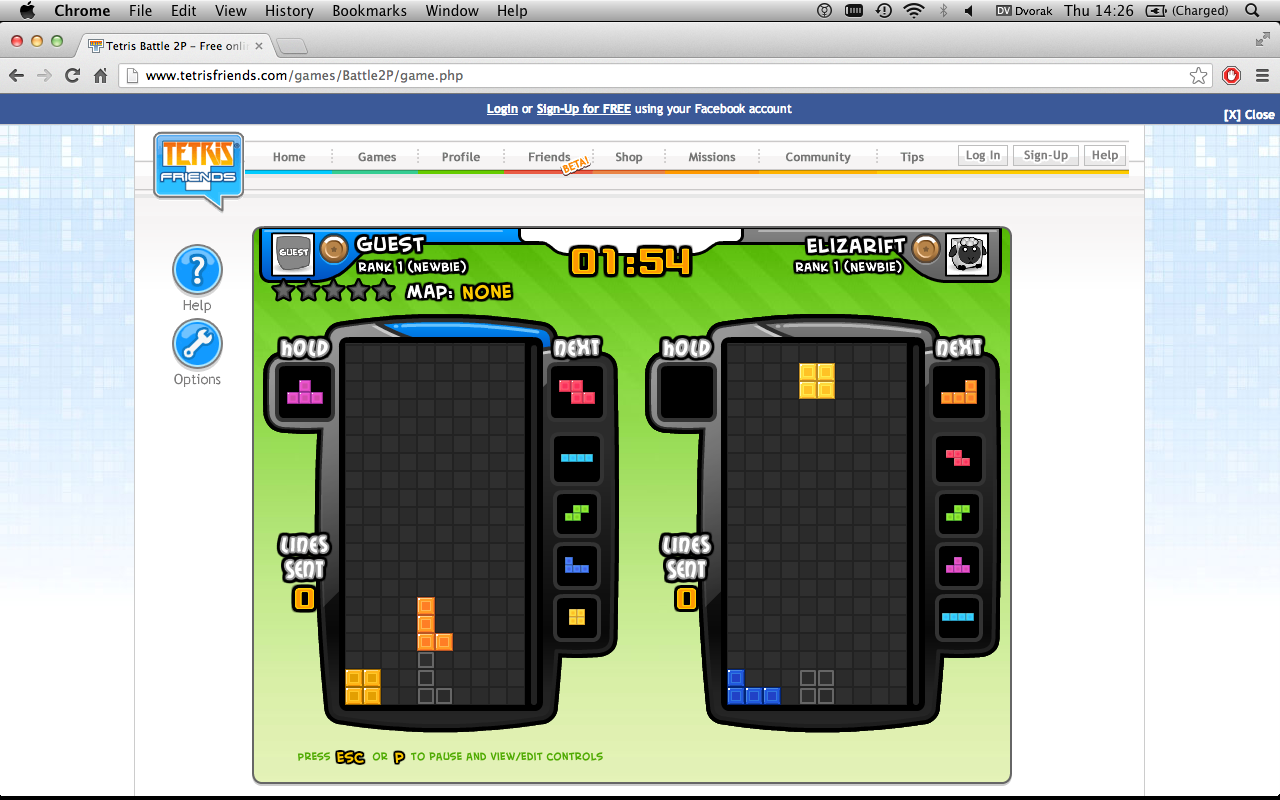 Chrome File Edit View History Bookmarks Window Help DV Dvorak Thu 14:26 (Charged)
Tetris Battle 2P – Free onli
www.tetrisfriends.com/games/Battle2P/game.php
Login or Sign-Up for FREE using your Facebook account
[X] Close
TETRIS
FRIENDS
Home Games Profile Friends Shop Missions Community Tips Log In Sign-Up Help
BETA!
GUEST
GUEST
RANK 1 (NEWBIE)
01:54
ELIZARIFT
RANK 1 (NEWBIE)
MAP: NONE
Help
Options
HOLD
NEXT
HOLD
NEXT
LINES
SENT
0
LINES
SENT
0
PRESS ESC OR P TO PAUSE AND VIEW/EDIT CONTROLS